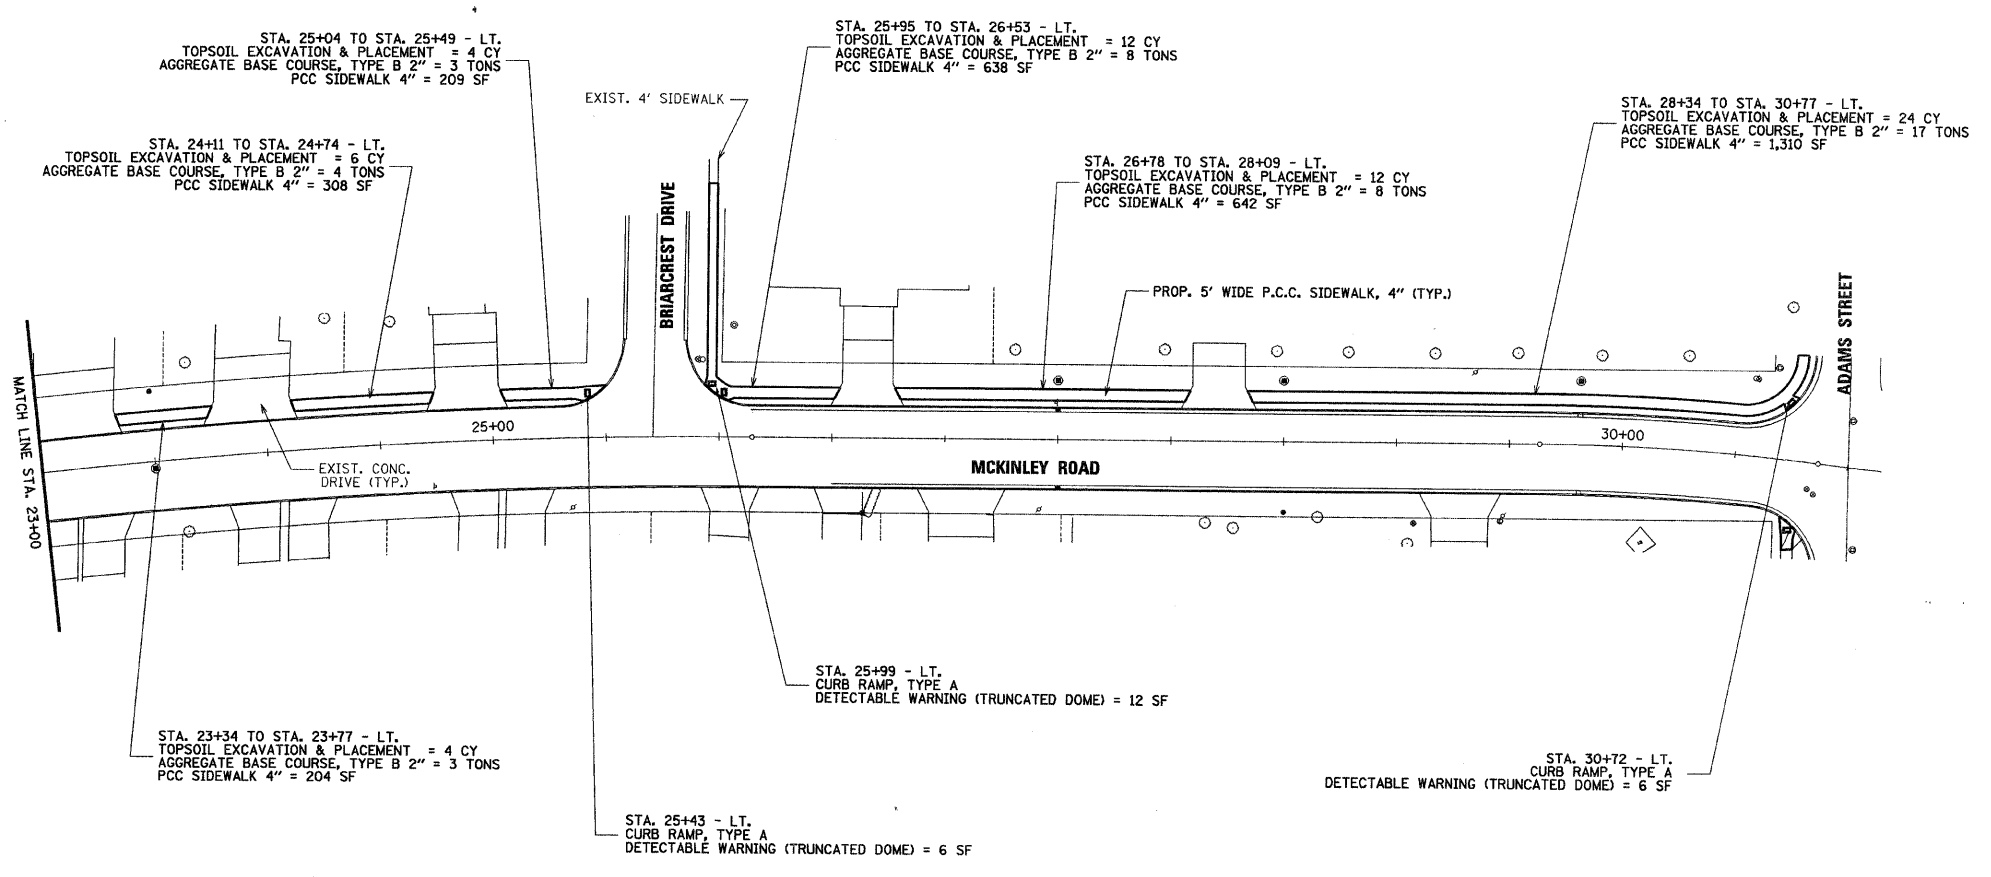 STA. 25+04 TO STA. 25+49 - LT.
TOPSOIL EXCAVATION & PLACEMENT = 4 CY
AGGREGATE BASE COURSE, TYPE B 2" = 3 TONS
PCC SIDEWALK 4" = 209 SF
STA. 25+95 TO STA. 26+53 - LT.
TOPSOIL EXCAVATION & PLACEMENT = 12 CY
AGGREGATE BASE COURSE, TYPE B 2" = 8 TONS
PCC SIDEWALK 4" = 638 SF
EXIST. 4' SIDEWALK
STA. 28+34 TO STA. 30+77 - LT.
TOPSOIL EXCAVATION & PLACEMENT = 24 CY
AGGREGATE BASE COURSE, TYPE B 2" = 17 TONS
PCC SIDEWALK 4" = 1,310 SF
STA. 24+11 TO STA. 24+74 - LT.
TOPSOIL EXCAVATION & PLACEMENT = 6 CY
AGGREGATE BASE COURSE, TYPE B 2" = 4 TONS
PCC SIDEWALK 4" = 308 SF
STA. 26+78 TO STA. 28+09 - LT.
TOPSOIL EXCAVATION & PLACEMENT = 12 CY
AGGREGATE BASE COURSE, TYPE B 2" = 8 TONS
PCC SIDEWALK 4" = 642 SF
BRIARCREST DRIVE
PROP. 5' WIDE P.C.C. SIDEWALK, 4" (TYP.)
ADAMS STREET
MATCH LINE STA. 23+00
25+00
30+00
EXIST. CONC.
DRIVE (TYP.)
MCKINLEY ROAD
STA. 25+99 - LT.
CURB RAMP, TYPE A
DETECTABLE WARNING (TRUNCATED DOME) = 12 SF
STA. 23+34 TO STA. 23+77 - LT.
TOPSOIL EXCAVATION & PLACEMENT = 4 CY
AGGREGATE BASE COURSE, TYPE B 2" = 3 TONS
PCC SIDEWALK 4" = 204 SF
STA. 30+72 - LT.
CURB RAMP, TYPE A
DETECTABLE WARNING (TRUNCATED DOME) = 6 SF
STA. 25+43 - LT.
CURB RAMP, TYPE A
DETECTABLE WARNING (TRUNCATED DOME) = 6 SF